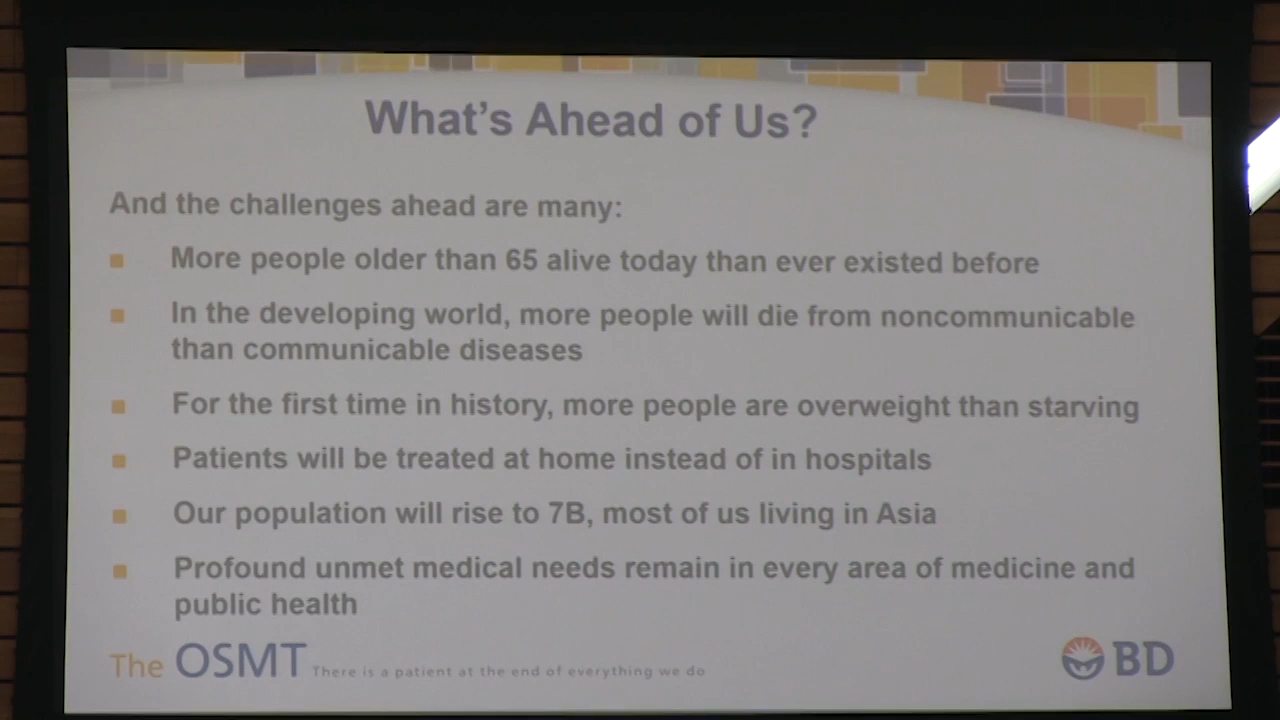 What's Ahead of Us?
And the challenges ahead are many:
More people older than 65 alive today than ever existed before
In the developing world, more people will die from noncommunicable
than communicable diseases
For the first time in history, more people are overweight than starving
Patients will be treated at home instead of in hospitals
Our population will rise to 7B, most of us living in Asia
Profound unmet medical needs remain in every area of medicine and
public health
The OSMT There is a patient at the end of everything we do
BD